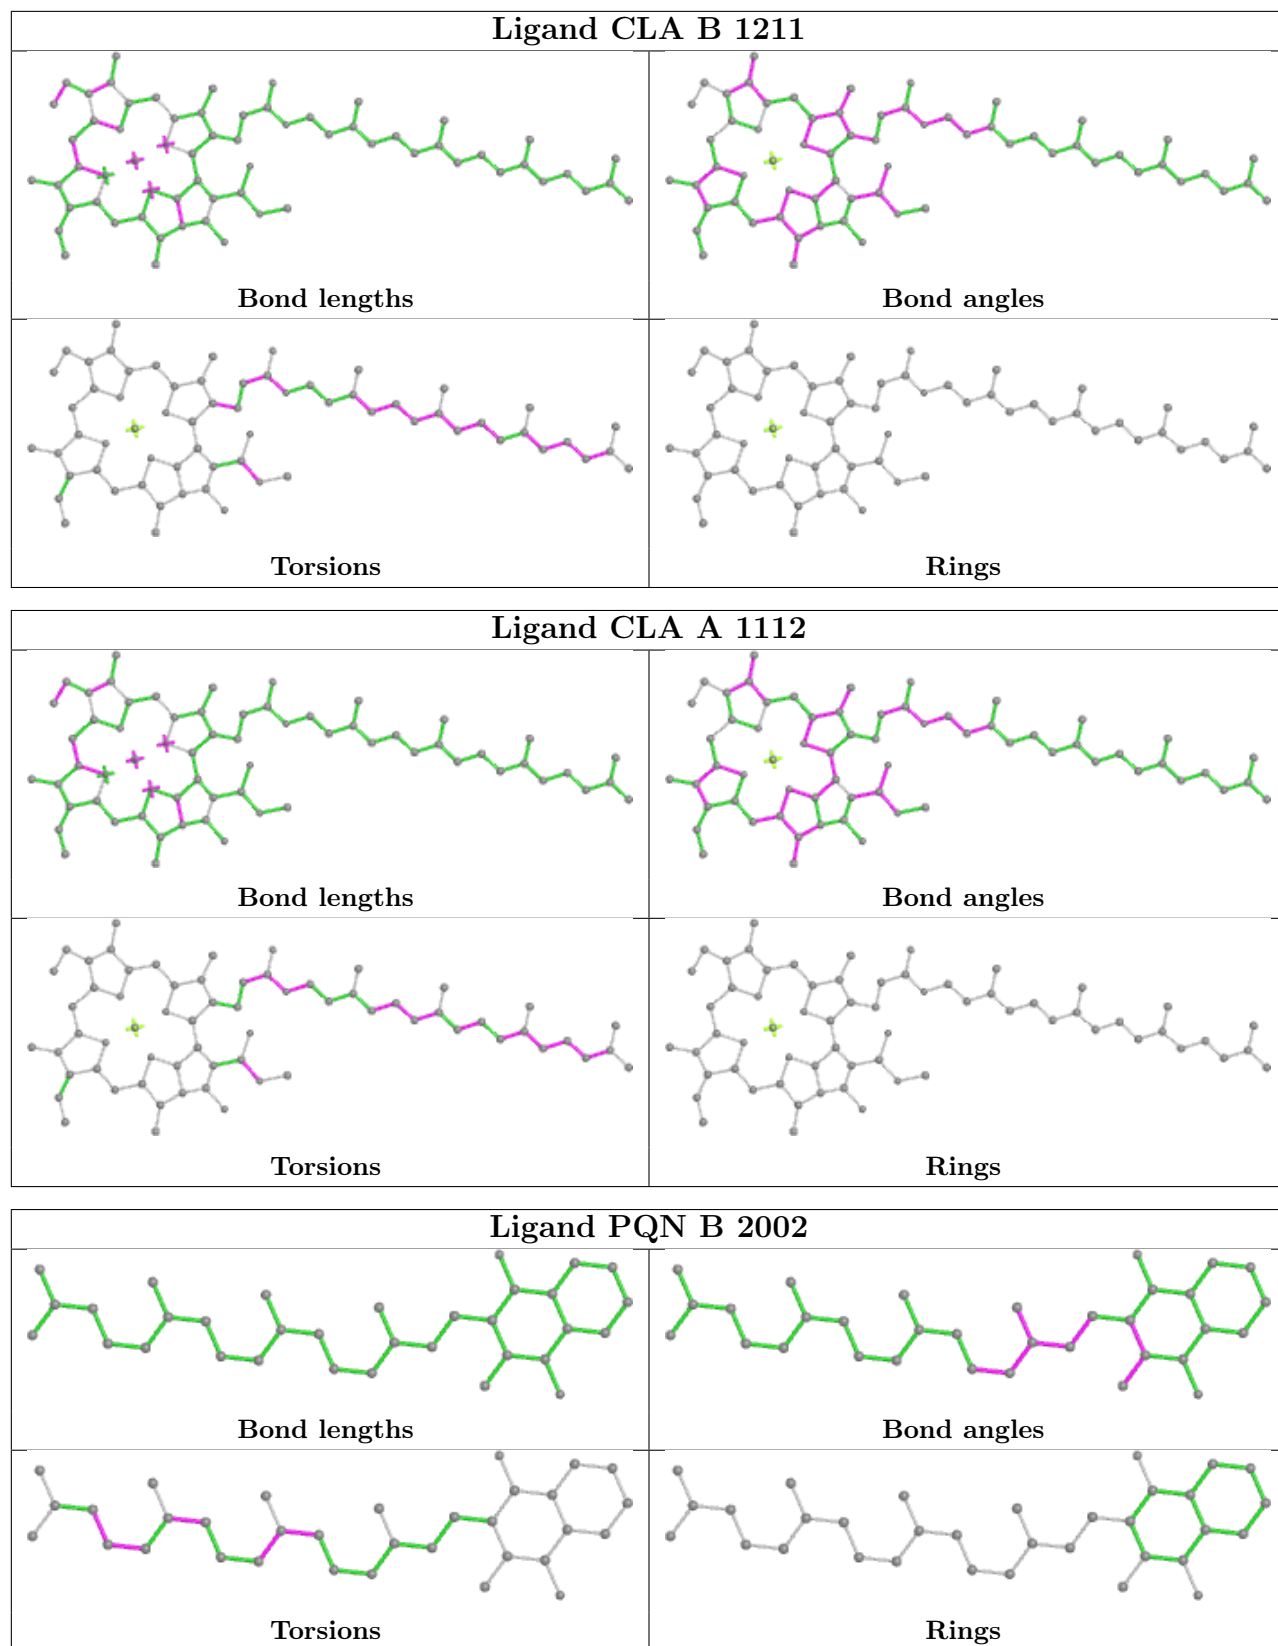 Ligand CLA B 1211
Bond lengths
Bond angles
Torsions
Rings
Ligand CLA A 1112
Bond lengths
Bond angles
Torsions
Rings
Ligand PQN B 2002
Bond lengths
Bond angles
Torsions
Rings